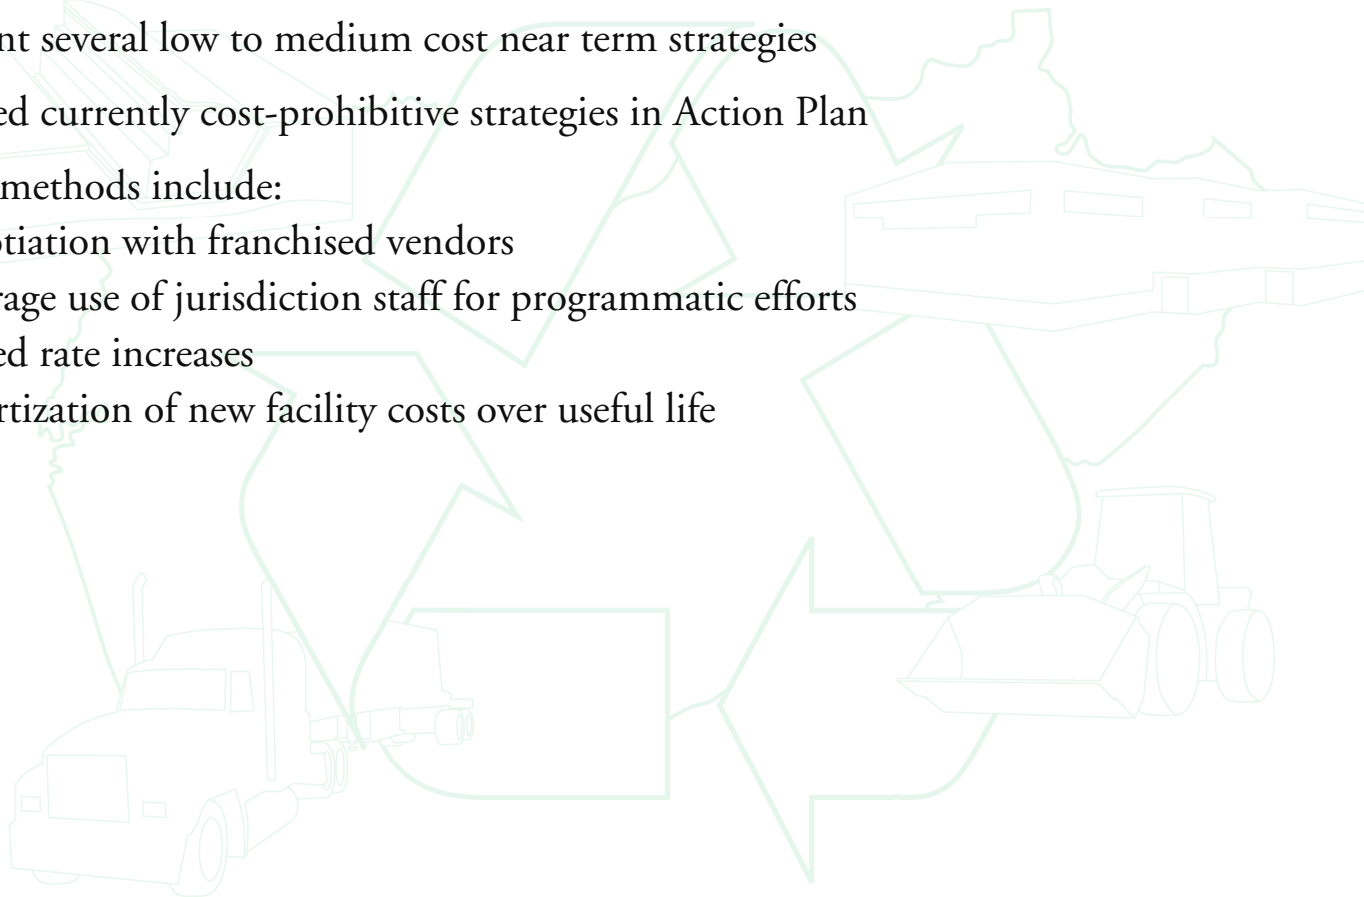 nt several low to medium cost near term strategies
ed currently cost-prohibitive strategies in Action Plan
methods include:
otiation with franchised vendors
rage use of jurisdiction staff for programmatic efforts
ed rate increases
rtization of new facility costs over useful life